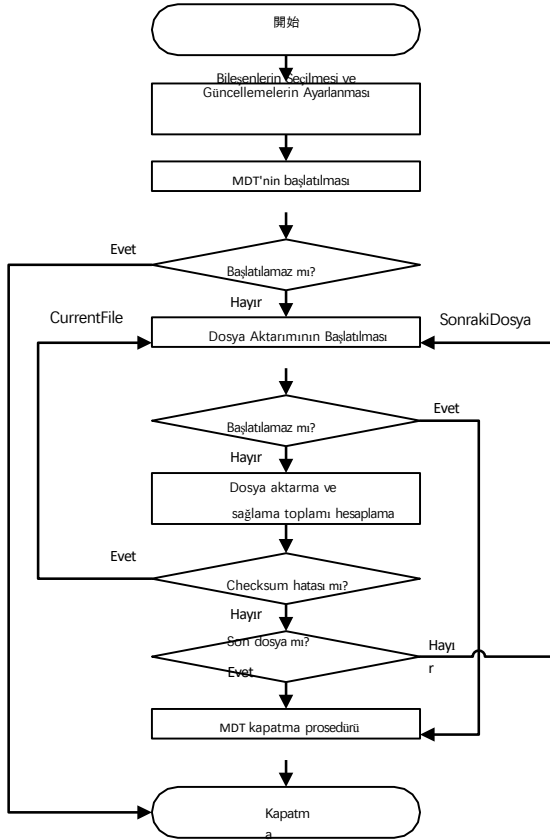 開始
Bileşenlerin Seçilmesi ve
Güncellemelerin Ayarlanması
MDT'nin başlatılması
Evet
Başlatılamaz mı?
Hayır
CurrentFile
SonrakiDosya
Dosya Aktarımının Başlatılması
Evet
Başlatılamaz mı?
Hayır
Dosya aktarma ve
sağlama toplamı hesaplama
Evet
Checksum hatası mı?
Hayır
Son dosya mı?
Hayı
r
Evet
MDT kapatma prosedürü
Kapatm
a